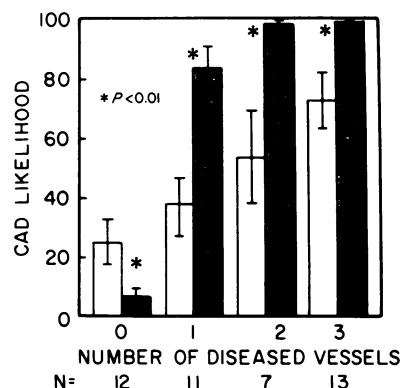 100
80
60
40
20
0
CAD LIKELIHOOD
* P<0.01
*
*
*
*
0 1 2 3
NUMBER OF DISEASED VESSELS
N= 12 11 7 13